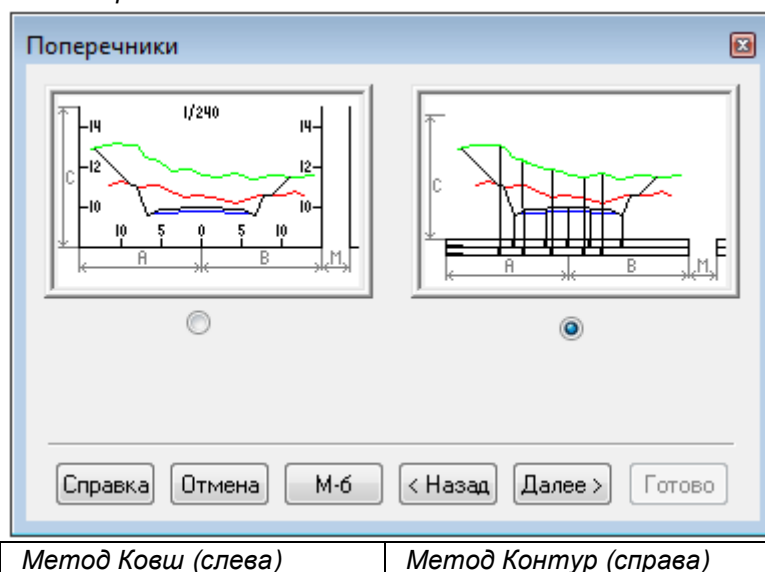 Поперечники
1/240
14 14
12 12
10 10
C
10 5 0 5 10
A B M
C
A B M
Справка Отмена М-б < Назад Далее > Готово
Метод Ковш (слева) Метод Контур (справа)